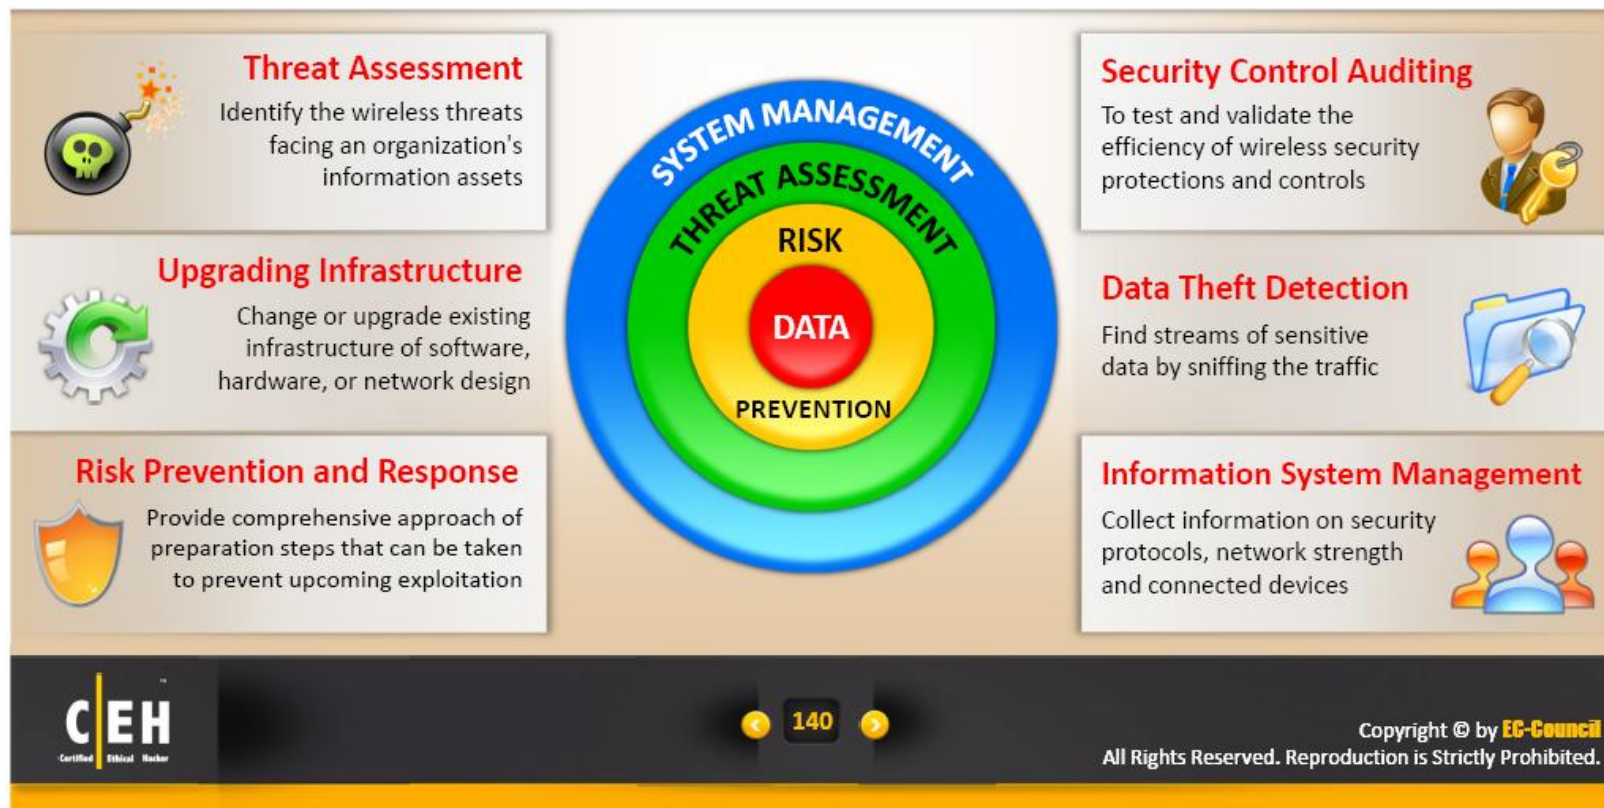 Threat Assessment
Identify the wireless threats
facing an organization's
information assets
Upgrading Infrastructure
Change or upgrade existing
infrastructure of software,
hardware, or network design
Risk Prevention and Response
Provide comprehensive approach of
preparation steps that can be taken
to prevent upcoming exploitation
SYSTEM MANAGEMENT
THREAT ASSESSMENT
RISK
DATA
PREVENTION
Security Control Auditing
To test and validate the
efficiency of wireless security
protections and controls
Data Theft Detection
Find streams of sensitive
data by sniffing the traffic
Information System Management
Collect information on security
protocols, network strength
and connected devices
C EH
TM
Certified Ethical Hacker
140
Copyright © by EC-Council
All Rights Reserved. Reproduction is Strictly Prohibited.